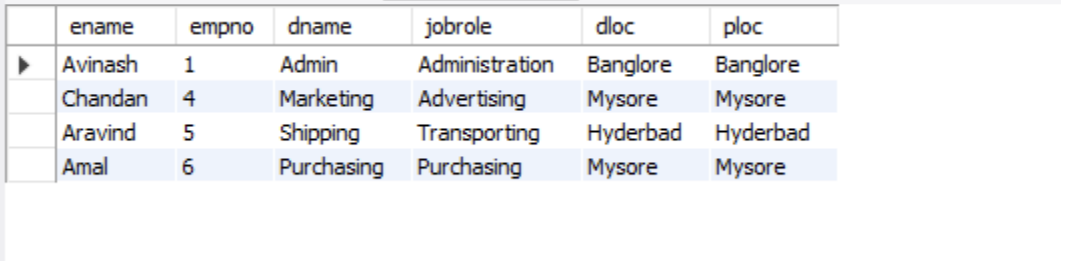 ename empno dname jobrole dloc ploc
Avinash 1 Admin Administration Banglore Banglore
Chandan 4 Marketing Advertising Mysore Mysore
Aravind 5 Shipping Transporting Hyderbad Hyderbad
Amal 6 Purchasing Purchasing Mysore Mysore